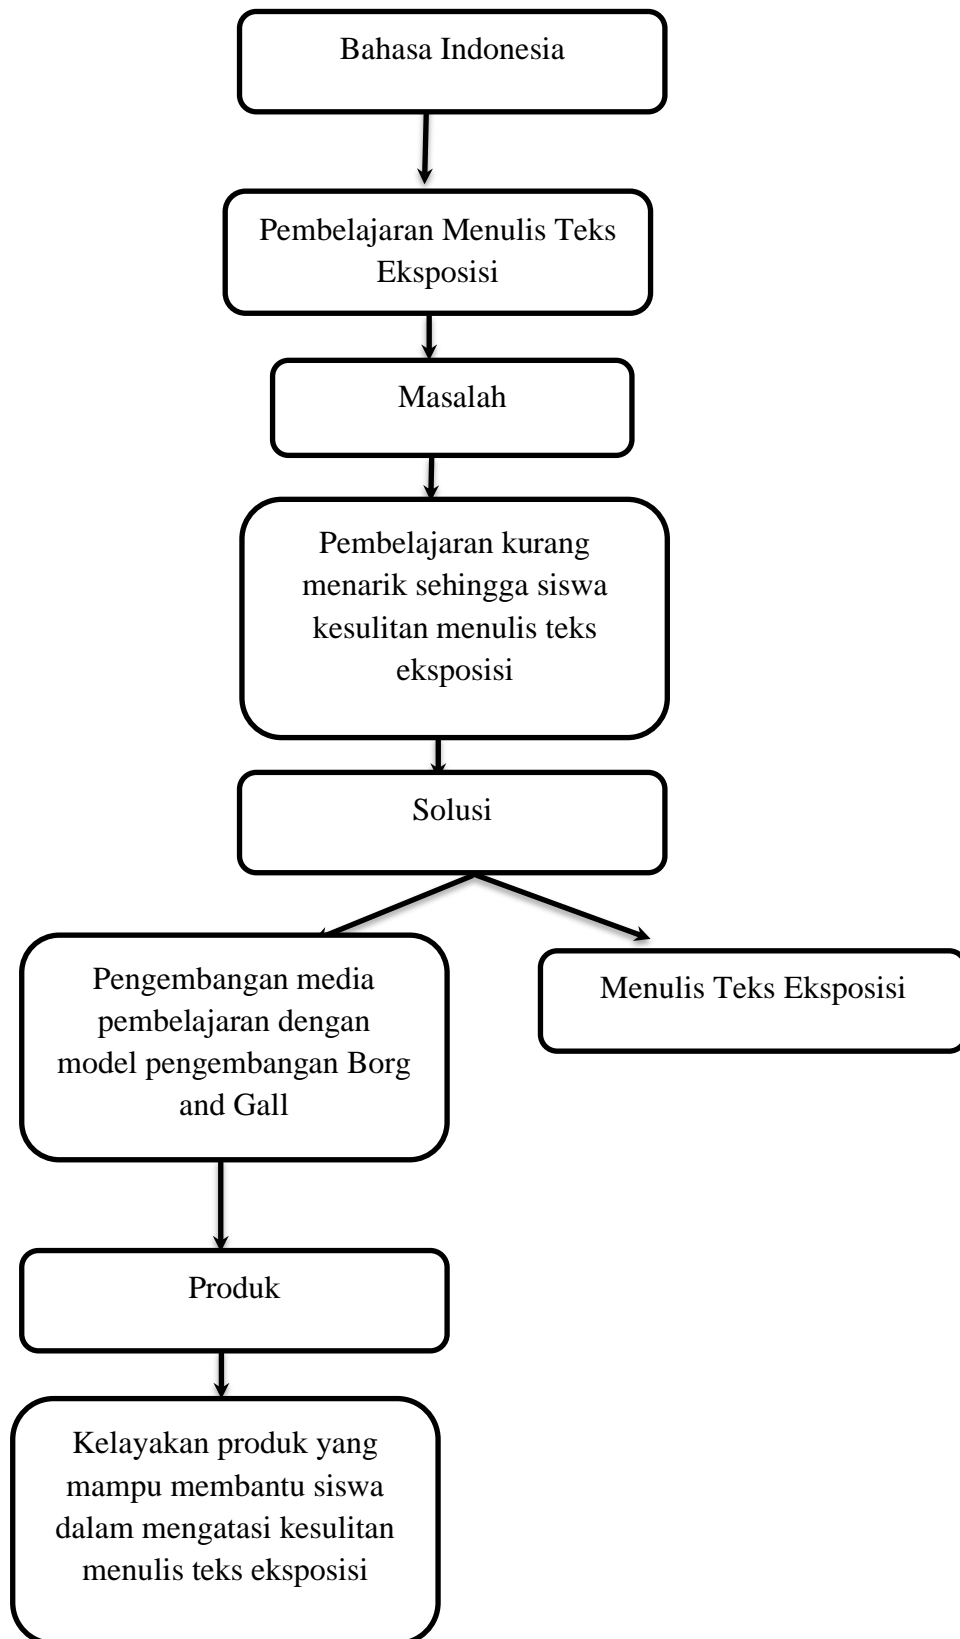 Bahasa Indonesia
Pembelajaran Menulis Teks
Eksposisi
Masalah
Pembelajaran kurang
menarik sehingga siswa
kesulitan menulis teks
eksposisi
Solusi
Pengembangan media
pembelajaran dengan
model pengembangan Borg
and Gall
Menulis Teks Eksposisi
Produk
Kelayakan produk yang
mampu membantu siswa
dalam mengatasi kesulitan
menulis teks eksposisi